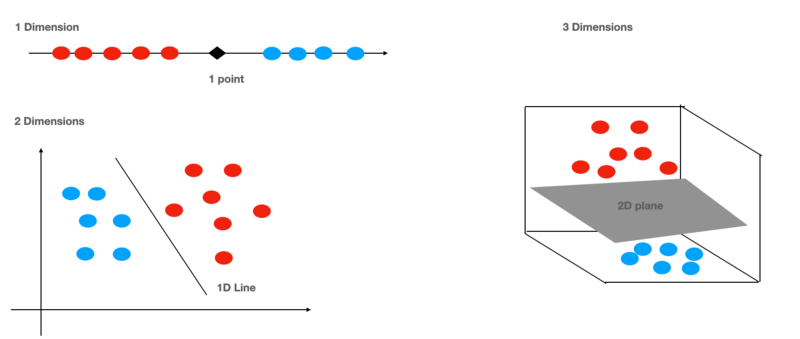 1 Dimension
3 Dimensions
1 point
2 Dimensions
2D plane
1D Line